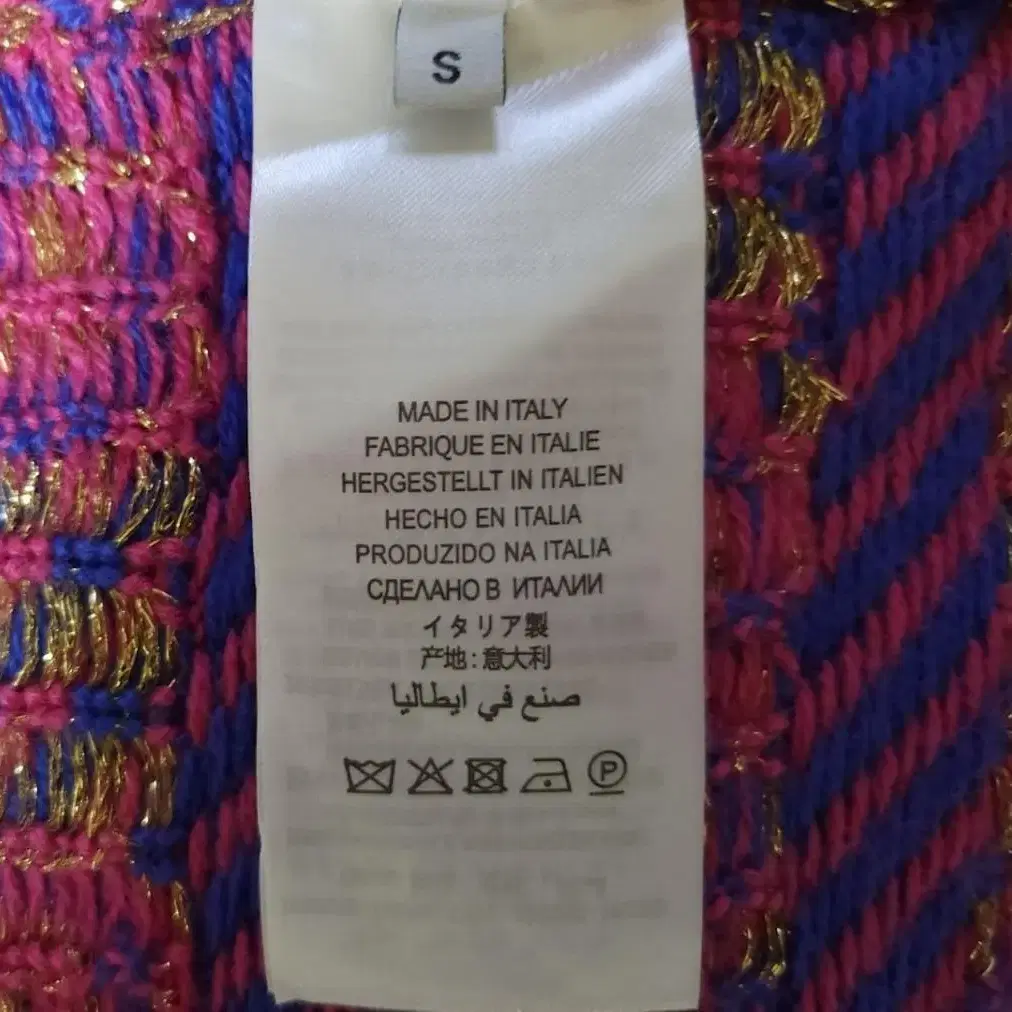 S
MADE IN ITALY
FABRIQUE EN ITALIE
HERGESTELLT IN ITALIEN
HECHO EN ITALIA
PRODUZIDO NA ITALIA
СДЕЛАНО В ИТАЛИИ
イタリア製
产地:意大利
صنع في ايطاليا
P